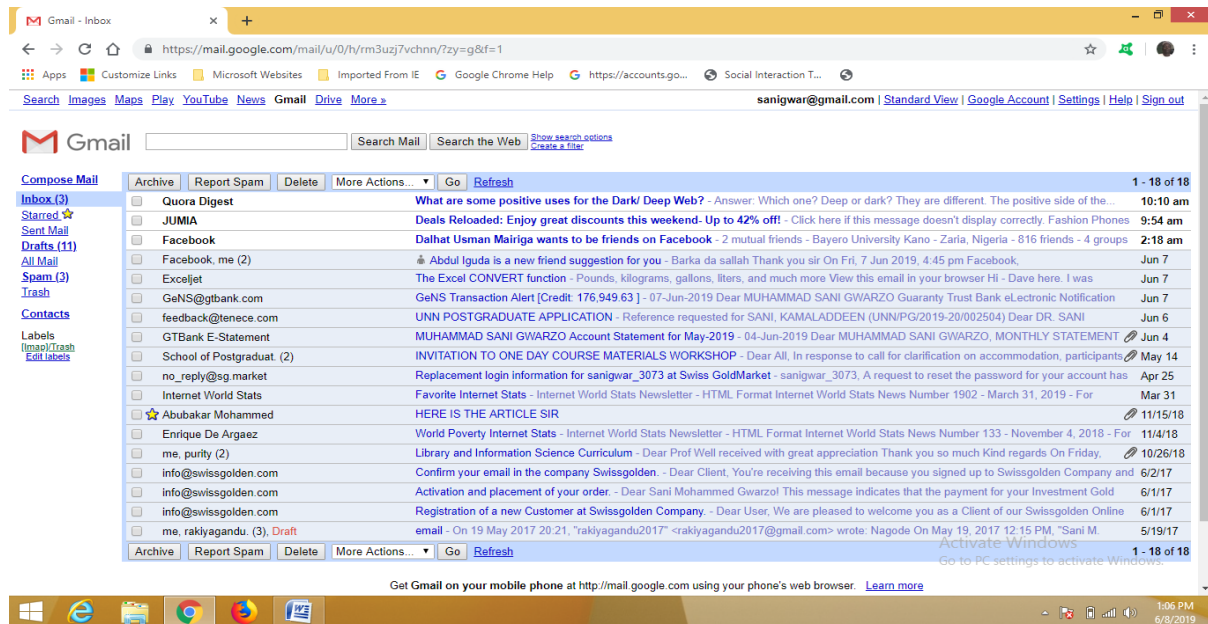 Gmail - Inbox
https://mail.google.com/mail/u/0/h/rm3uzj7vchnn/?zy=g&f=1
Apps Customize Links Microsoft Websites Imported From IE Google Chrome Help https://accounts.go... Social Interaction T...
Search Images Maps Play YouTube News Gmail Drive More » sanigwar@gmail.com | Standard View | Google Account | Settings | Help | Sign out
Gmail Search Mail Search the Web Show search options
Create a filter
Compose Mail Archive Report Spam Delete More Actions... Go Refresh 1 - 18 of 18
Inbox (3) Quora Digest What are some positive uses for the Dark/ Deep Web? - Answer: Which one? Deep or dark? They are different. The positive side of the... 10:10 am
Starred JUMIA Deals Reloaded: Enjoy great discounts this weekend- Up to 42% off! - Click here if this message doesn't display correctly. Fashion Phones 9:54 am
Sent Mail Facebook Dalhat Usman Mairiga wants to be friends on Facebook - 2 mutual friends - Bayero University Kano - Zaria, Nigeria - 816 friends - 4 groups 2:18 am
Drafts (11) Facebook, me (2) Abdul Iguda is a new friend suggestion for you - Barka da sallah Thank you sir On Fri, 7 Jun 2019, 4:45 pm Facebook, Jun 7
All Mail Exceljet The Excel CONVERT function - Pounds, kilograms, gallons, liters, and much more View this email in your browser Hi - Dave here. I was Jun 7
Spam (3) GeNS@gtbank.com GeNS Transaction Alert [Credit: 176,949.63 ] - 07-Jun-2019 Dear MUHAMMAD SANI GWARZO Guaranty Trust Bank eLectronic Notification Jun 7
Trash feedback@tenece.com UNN POSTGRADUATE APPLICATION - Reference requested for SANI, KAMALADDEEN (UNN/PG/2019-20/002504) Dear DR. SANI Jun 6
Contacts GTBank E-Statement MUHAMMAD SANI GWARZO Account Statement for May-2019 - 04-Jun-2019 Dear MUHAMMAD SANI GWARZO, MONTHLY STATEMENT Jun 4
Labels
[Imap]/Trash School of Postgraduat. (2) INVITATION TO ONE DAY COURSE MATERIALS WORKSHOP - Dear All, In response to call for clarification on accommodation, participants May 14
Edit labels
no_reply@sg.market Replacement login information for sanigwar_3073 at Swiss GoldMarket - sanigwar_3073, A request to reset the password for your account has Apr 25
Internet World Stats Favorite Internet Stats - Internet World Stats Newsletter - HTML Format Internet World Stats News Number 1902 - March 31, 2019 - For Mar 31
Abubakar Mohammed HERE IS THE ARTICLE SIR 11/15/18
Enrique De Argaez World Poverty Internet Stats - Internet World Stats Newsletter - HTML Format Internet World Stats News Number 133 - November 4, 2018 - For 11/4/18
me, purity (2) Library and Information Science Curriculum - Dear Prof Well received with great appreciation Thank you so much Kind regards On Friday, 10/26/18
info@swissgolden.com Confirm your email in the company Swissgolden. - Dear Client, You're receiving this email because you signed up to Swissgolden Company and 6/2/17
info@swissgolden.com Activation and placement of your order. - Dear Sani Mohammed Gwarzo! This message indicates that the payment for your Investment Gold 6/1/17
info@swissgolden.com Registration of a new Customer at Swissgolden Company. - Dear User, We are pleased to welcome you as a Client of our Swissgolden Online 6/1/17
me, rakiyagandu. (3), Draft email - On 19 May 2017 20:21, "rakiyagandu2017" <rakiyagandu2017@gmail.com> wrote: Nagode On May 19, 2017 12:15 PM, "Sani M. 5/19/17
Archive Report Spam Delete More Actions... Go Refresh 1 - 18 of 18
Activate Windows
Go to PC settings to activate Windows.
Get Gmail on your mobile phone at http://mail.google.com using your phone's web browser. Learn more
1:06 PM
6/8/2019